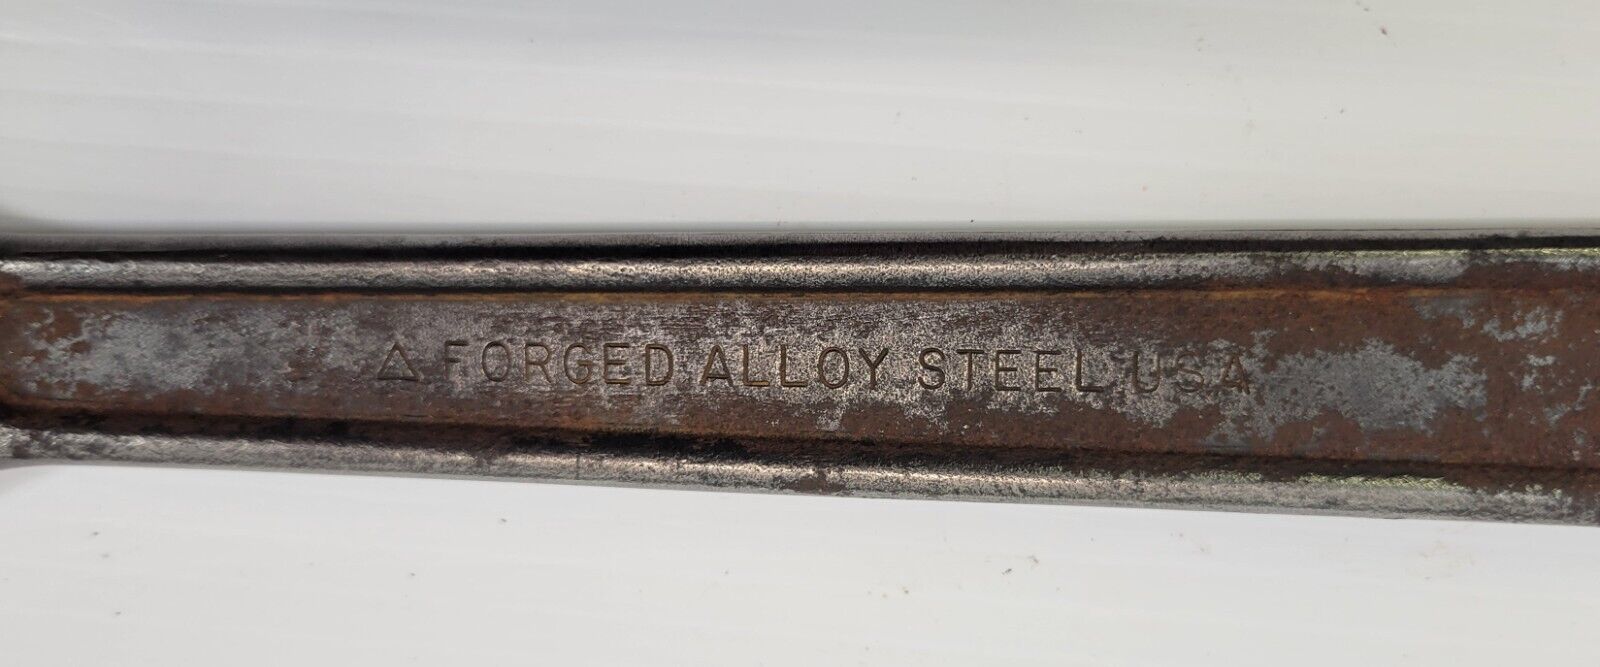 △ FORGED ALLOY STEEL USA